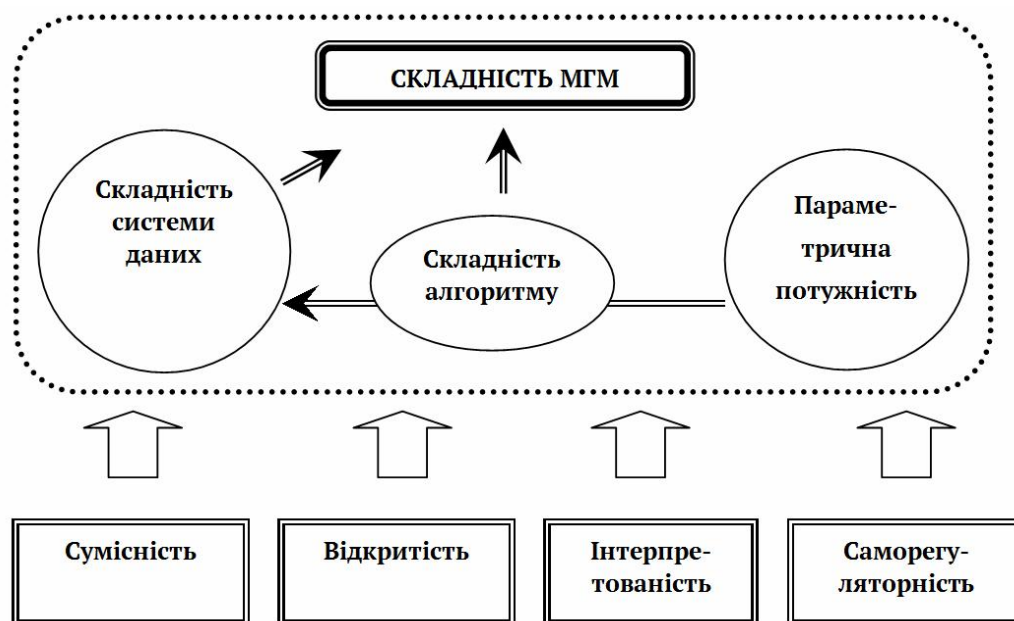 СКЛАДНІСТЬ МГМ
Складність
системи
даних
Складність
алгоритму
Параме-
трична
потужність
Сумісність
Відкритість
Інтерпре-
тованість
Саморегу-
ляторність